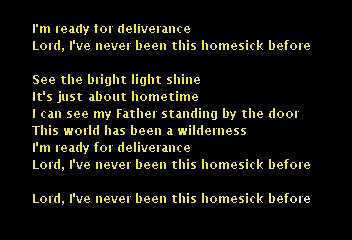 I'm ready for deliverance
Lord, I've never been this homesick before
See the bright light shine
It's just about hometime
I can see my Father standing by the door
This world has been a wilderness
I'm ready for deliverance
Lord, I've never been this homesick before
Lord, I've never been this homesick before